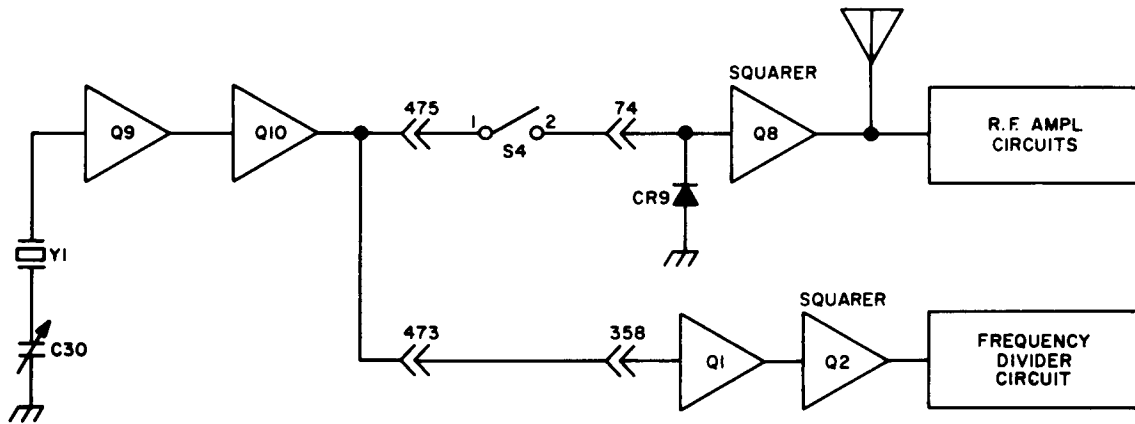 SQUARER
475
74
Q9
Q10
1
2
S4
Q8
R.F. AMPL
CIRCUITS
CR9
Y1
C30
473
358
SQUARER
Q1
Q2
FREQUENCY
DIVIDER
CIRCUIT